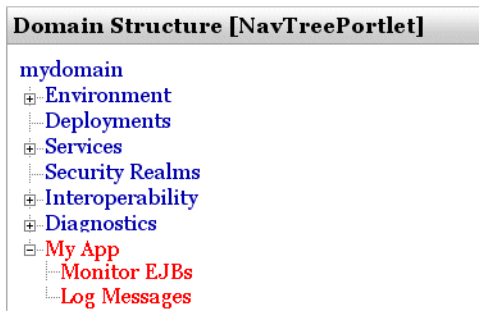 Domain Structure [NavTreePortlet]
mydomain
Environment
Deployments
Services
Security Realms
Interoperability
Diagnostics
My App
Monitor EJBs
Log Messages